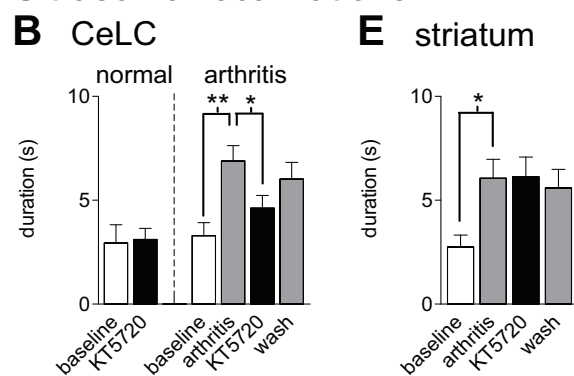 B CeLC
normal arthritis
** *
10
5
0
duration (s)
baseline
KT5720
baseline
arthritis
KT5720
wash
E striatum
*
10
5
0
duration (s)
baseline
arthritis
KT5720
wash